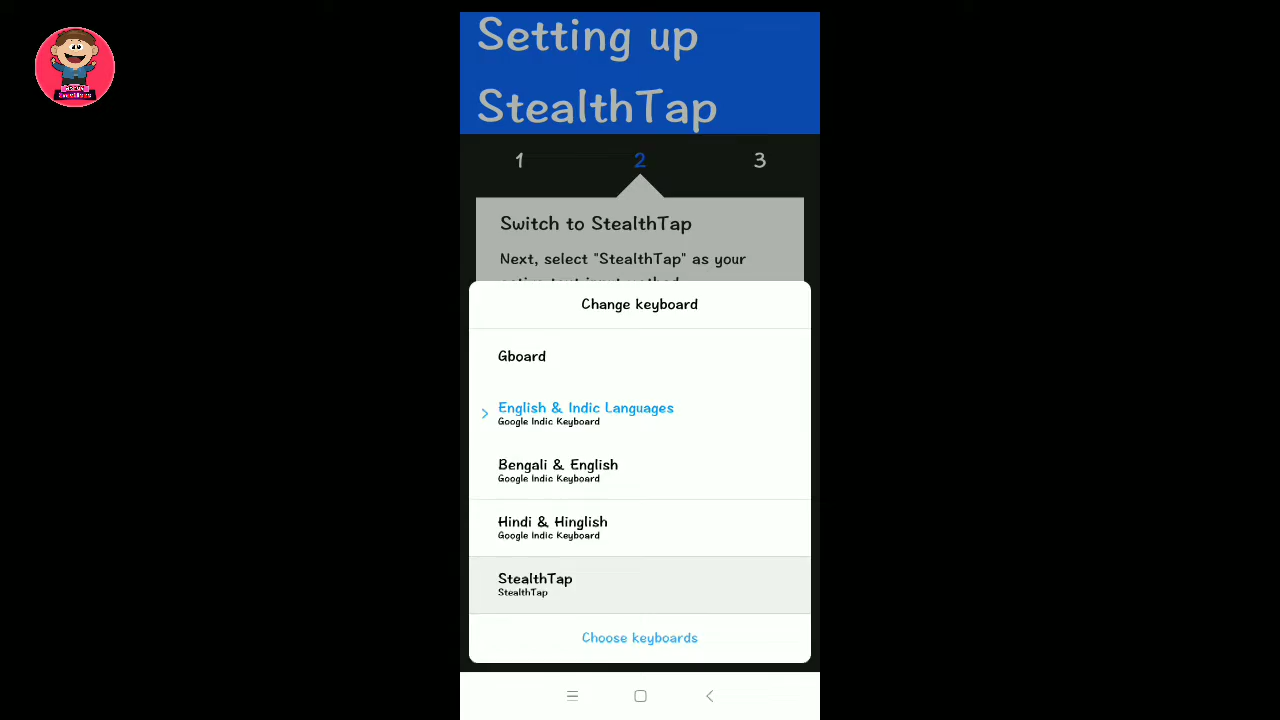 Setting up
StealthTap
1 2 3
Switch to StealthTap
Next, select "StealthTap" as your
Change keyboard
Gboard
English & Indic Languages
Google Indic Keyboard
Bengali & English
Google Indic Keyboard
Hindi & Hinglish
Google Indic Keyboard
StealthTap
StealthTap
Choose keyboards